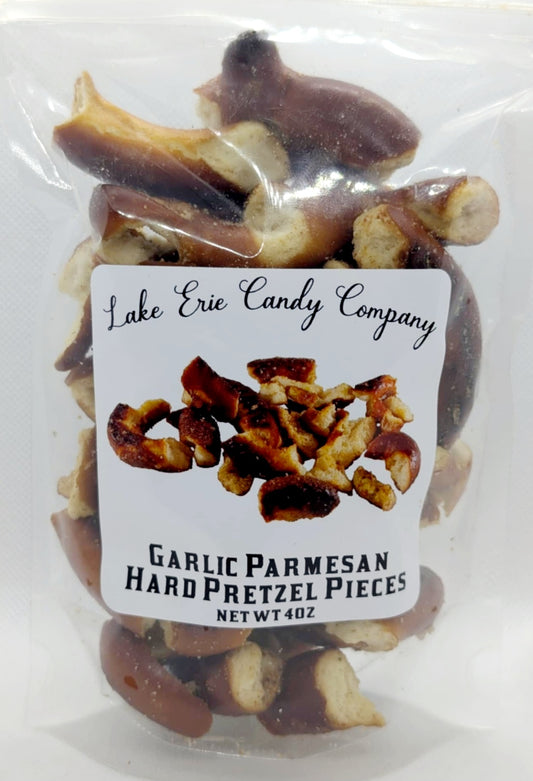 Lake Erie Candy Company
GARLIC PARMESAN
HARD PRETZEL PIECES
NET WT 4OZ